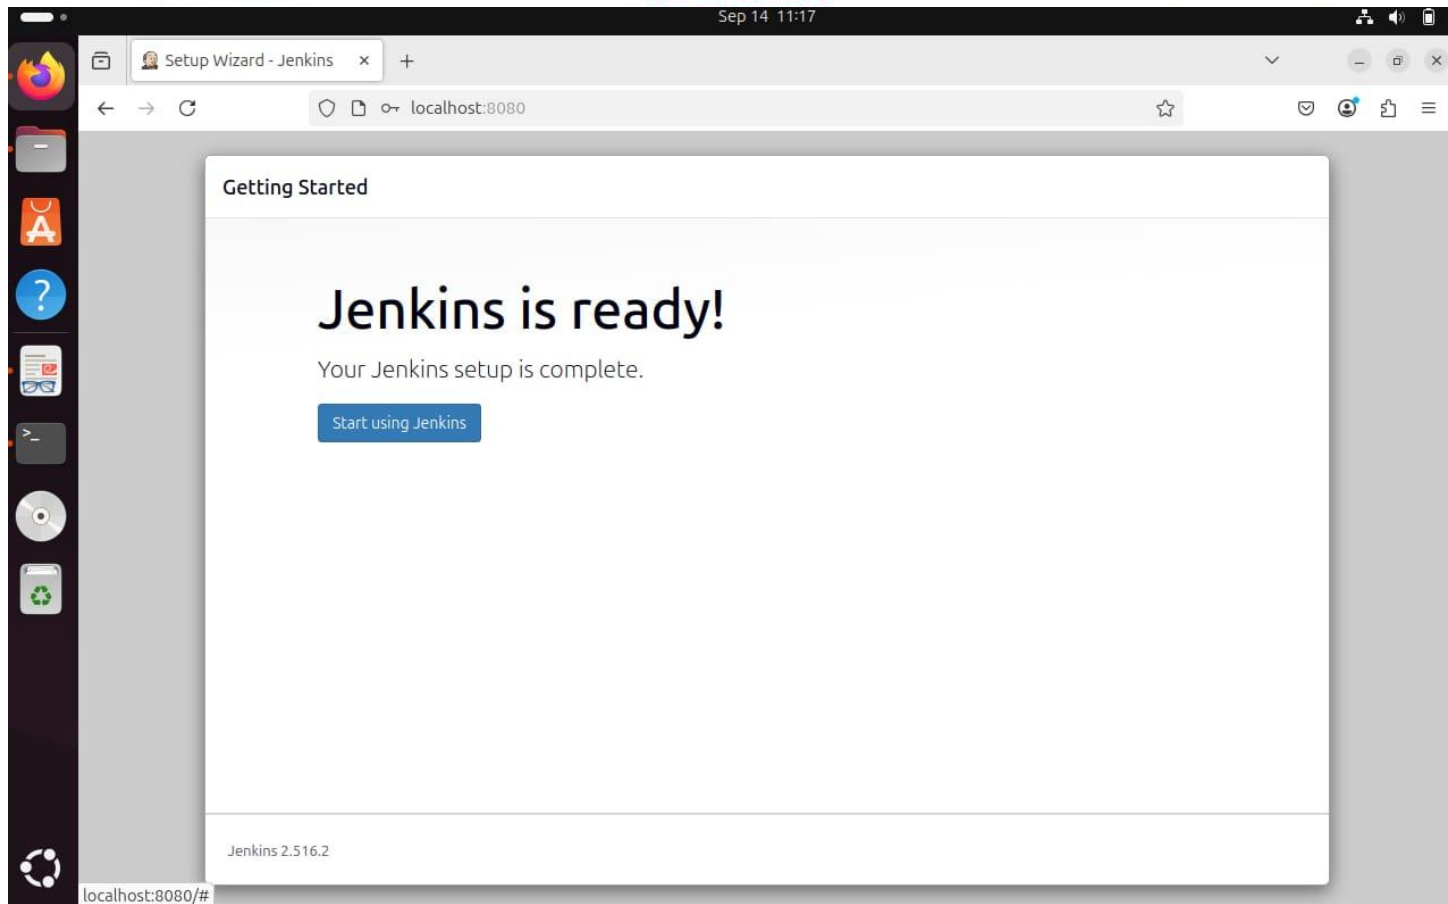 Sep 14 11:17
Setup Wizard - Jenkins
localhost:8080
Getting Started
Jenkins is ready!
Your Jenkins setup is complete.
Start using Jenkins
Jenkins 2.516.2
localhost:8080/#